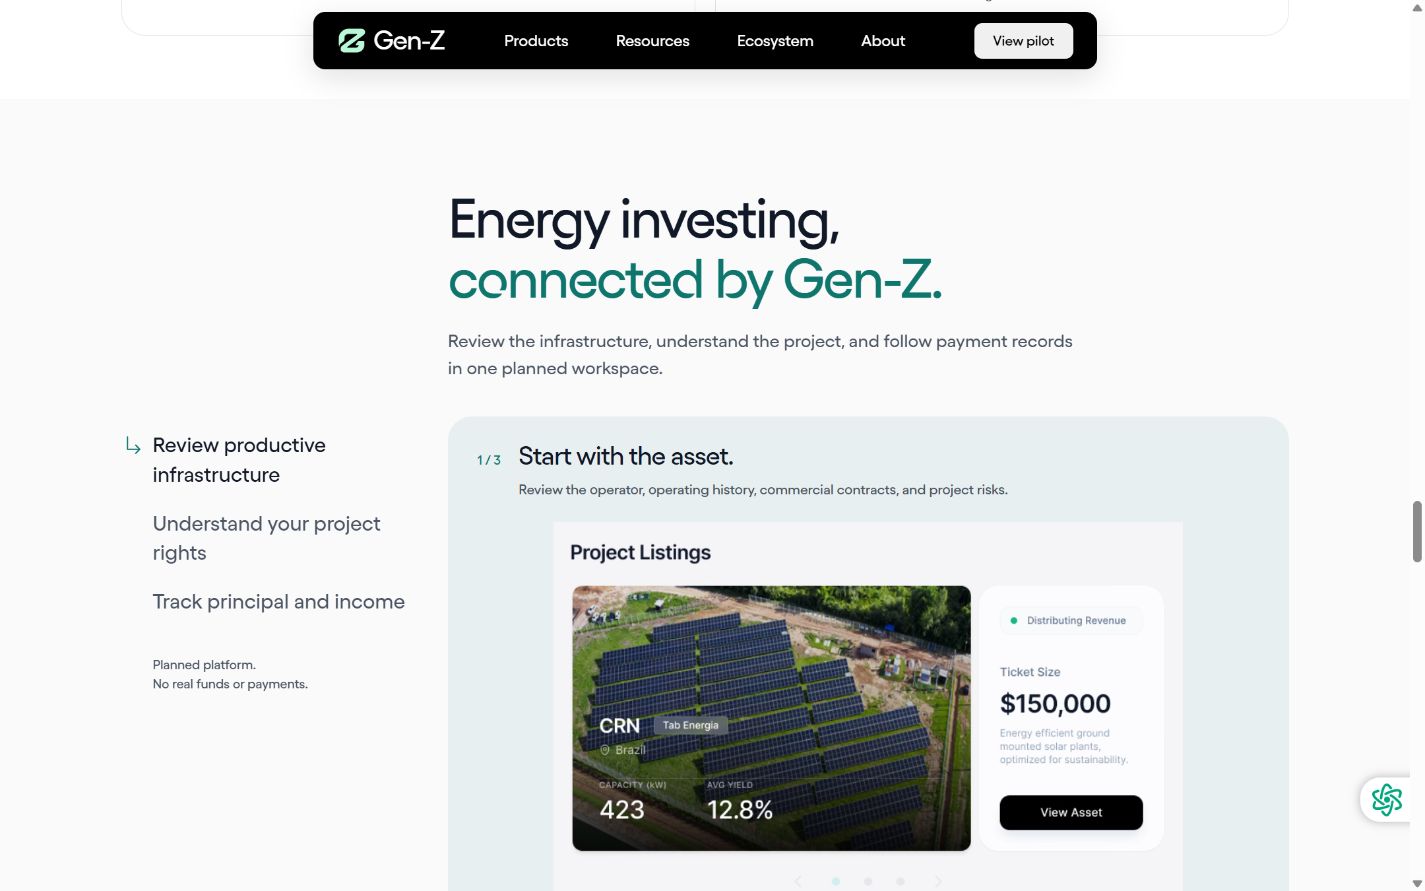 Gen-Z
Products
Resources
Ecosystem
About
View pilot
Energy investing,
connected by Gen-Z.
Review the infrastructure, understand the project, and follow payment records
in one planned workspace.
Review productive
infrastructure
Understand your project
rights
Track principal and income
Planned platform.
No real funds or payments.
1/3
Start with the asset.
Review the operator, operating history, commercial contracts, and project risks.
Project Listings
CRN
Tab Energia
Brazil
CAPACITY (kW)
AVG YIELD
423
12.8%
Distributing Revenue
Ticket Size
$150,000
Energy efficient ground
mounted solar plants,
optimized for sustainability.
View Asset